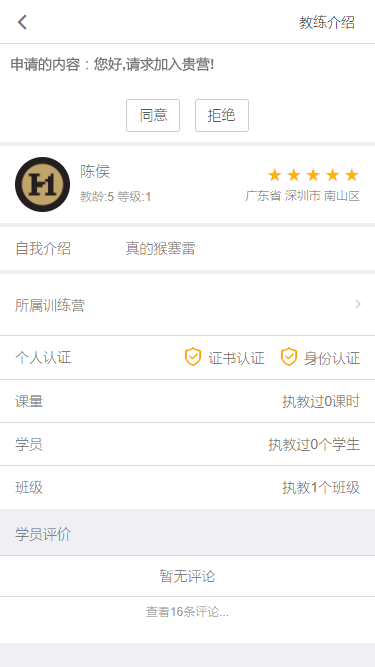 教练介绍
申请的内容：您好,请求加入贵营!
同意 拒绝
陈侯
教龄:5 等级:1
广东省 深圳市 南山区
自我介绍 真的猴塞雷
所属训练营
个人认证 证书认证 身份认证
课量 执教过0课时
学员 执教过0个学生
班级 执教1个班级
学员评价
暂无评论
查看16条评论...